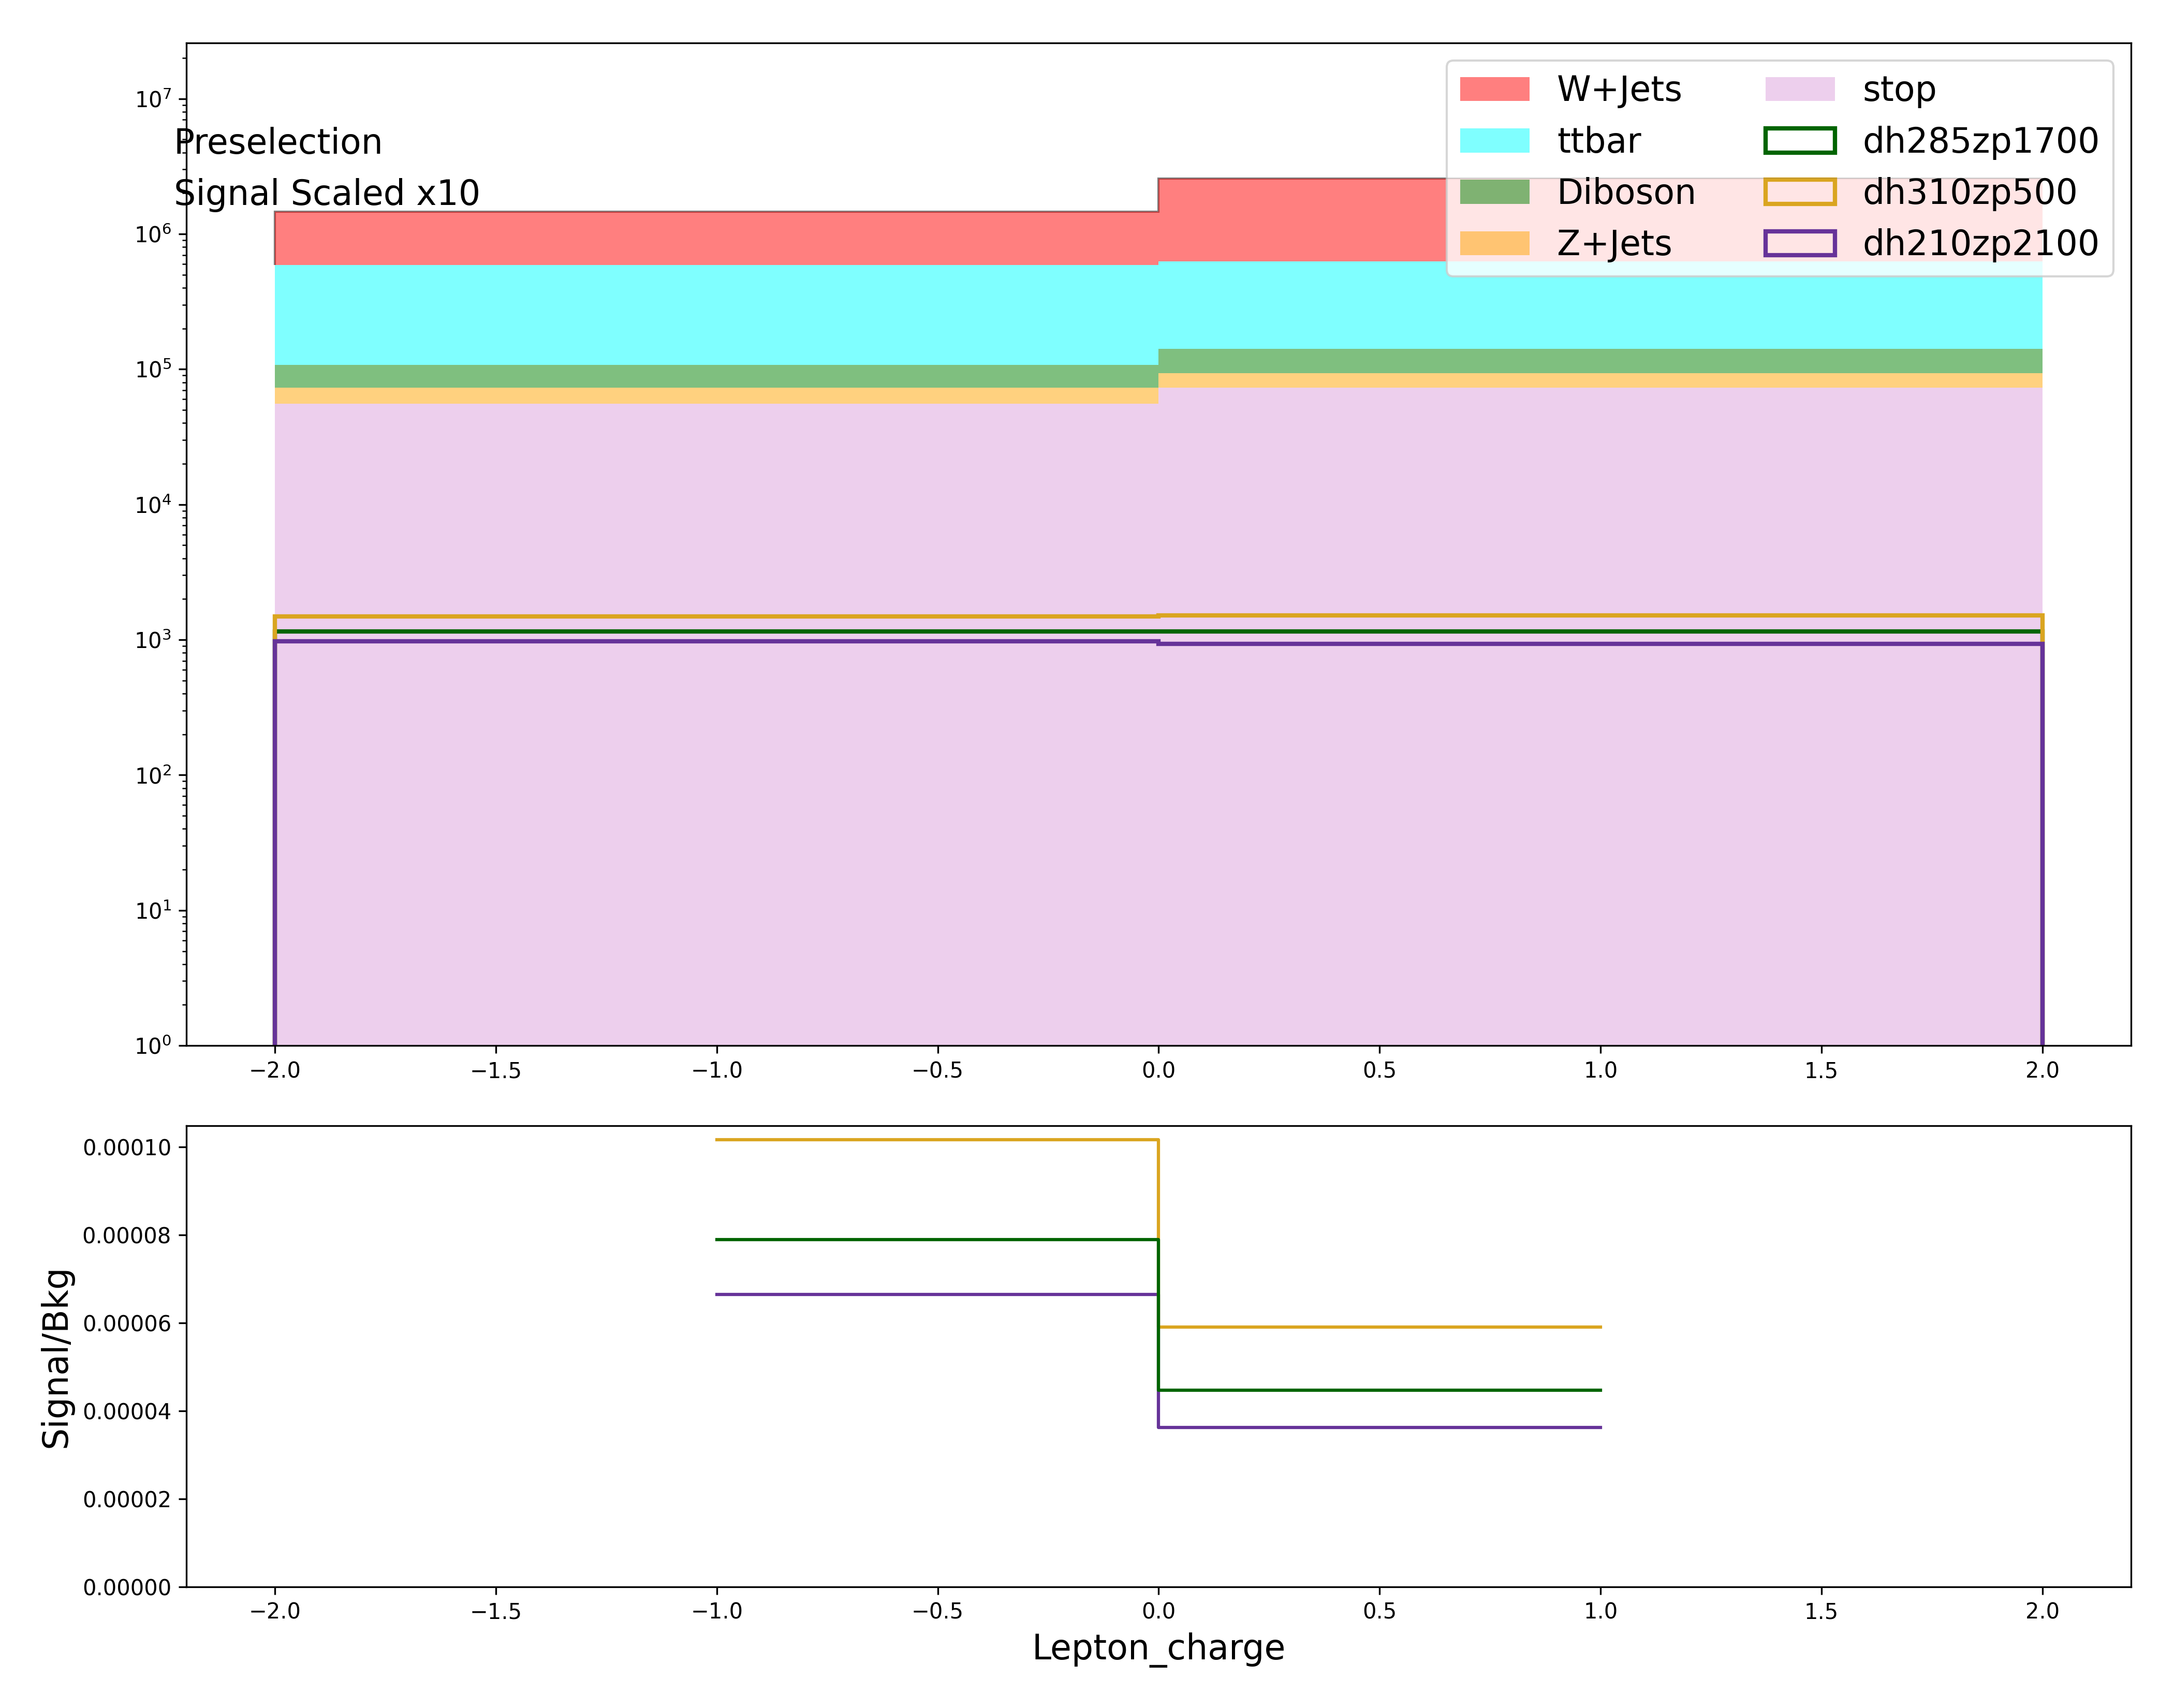 Preselection
Signal Scaled x10
W+Jets
ttbar
Diboson
Z+Jets
stop
dh285zp1700
dh310zp500
dh210zp2100
10⁷
10⁶
10⁵
10⁴
10³
10²
10¹
10⁰
−2.0 −1.5 −1.0 −0.5 0.0 0.5 1.0 1.5 2.0
Signal/Bkg
0.00010
0.00008
0.00006
0.00004
0.00002
0.00000
−2.0 −1.5 −1.0 −0.5 0.0 0.5 1.0 1.5 2.0
Lepton_charge